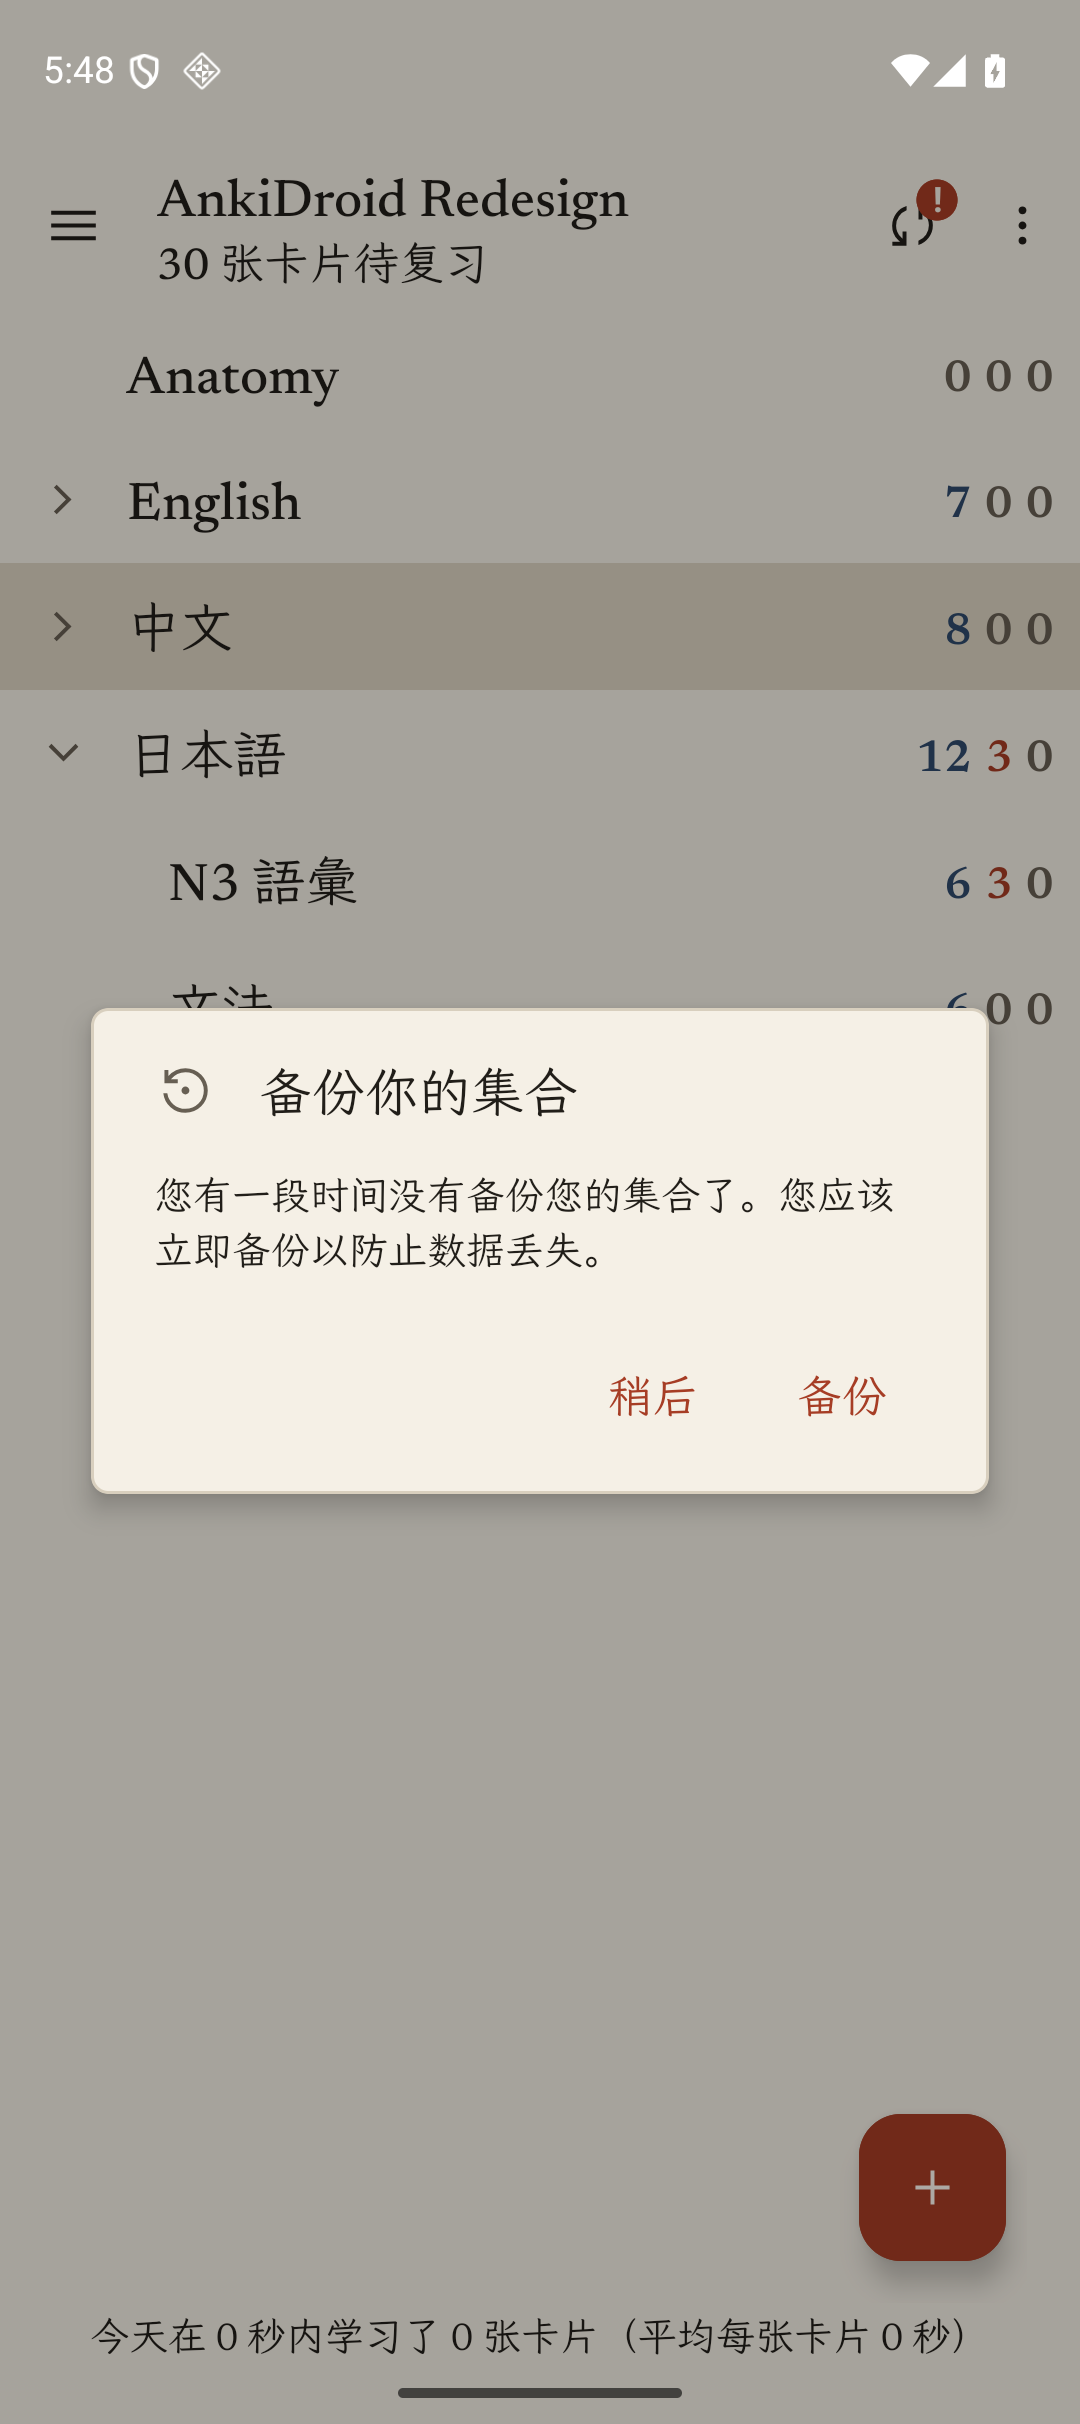 5:48
AnkiDroid Redesign
30 张卡片待复习
Anatomy 0 0 0
English 7 0 0
中文 8 0 0
日本語 12 3 0
N3 語彙 6 3 0
文法 6 0 0
备份你的集合
您有一段时间没有备份您的集合了。您应该
立即备份以防止数据丢失。
稍后 备份
今天在 0 秒内学习了 0 张卡片（平均每张卡片 0 秒）